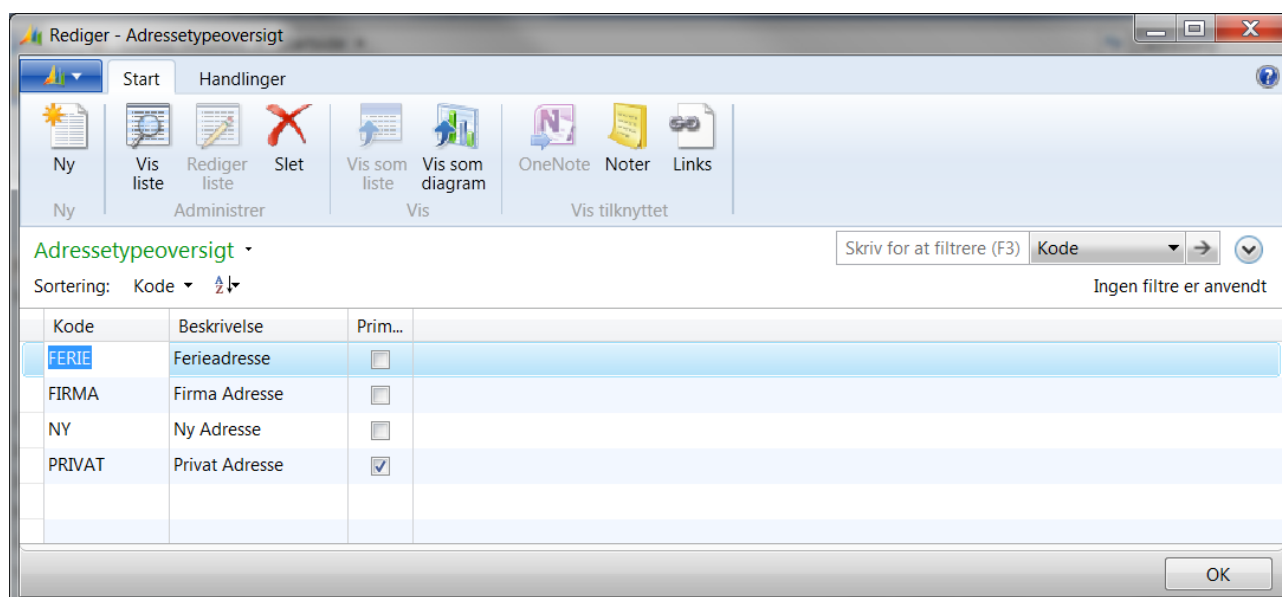 Rediger - Adressetypeoversigt
Start Handlinger
Ny Vis liste Rediger liste Slet Vis som liste Vis som diagram OneNote Noter Links
Ny Administrer Vis Vis tilknyttet
Adressetypeoversigt Skriv for at filtrere (F3) Kode
Sortering: Kode Ingen filtre er anvendt
Kode Beskrivelse Prim...
FERIE Ferieadresse
FIRMA Firma Adresse
NY Ny Adresse
PRIVAT Privat Adresse
OK